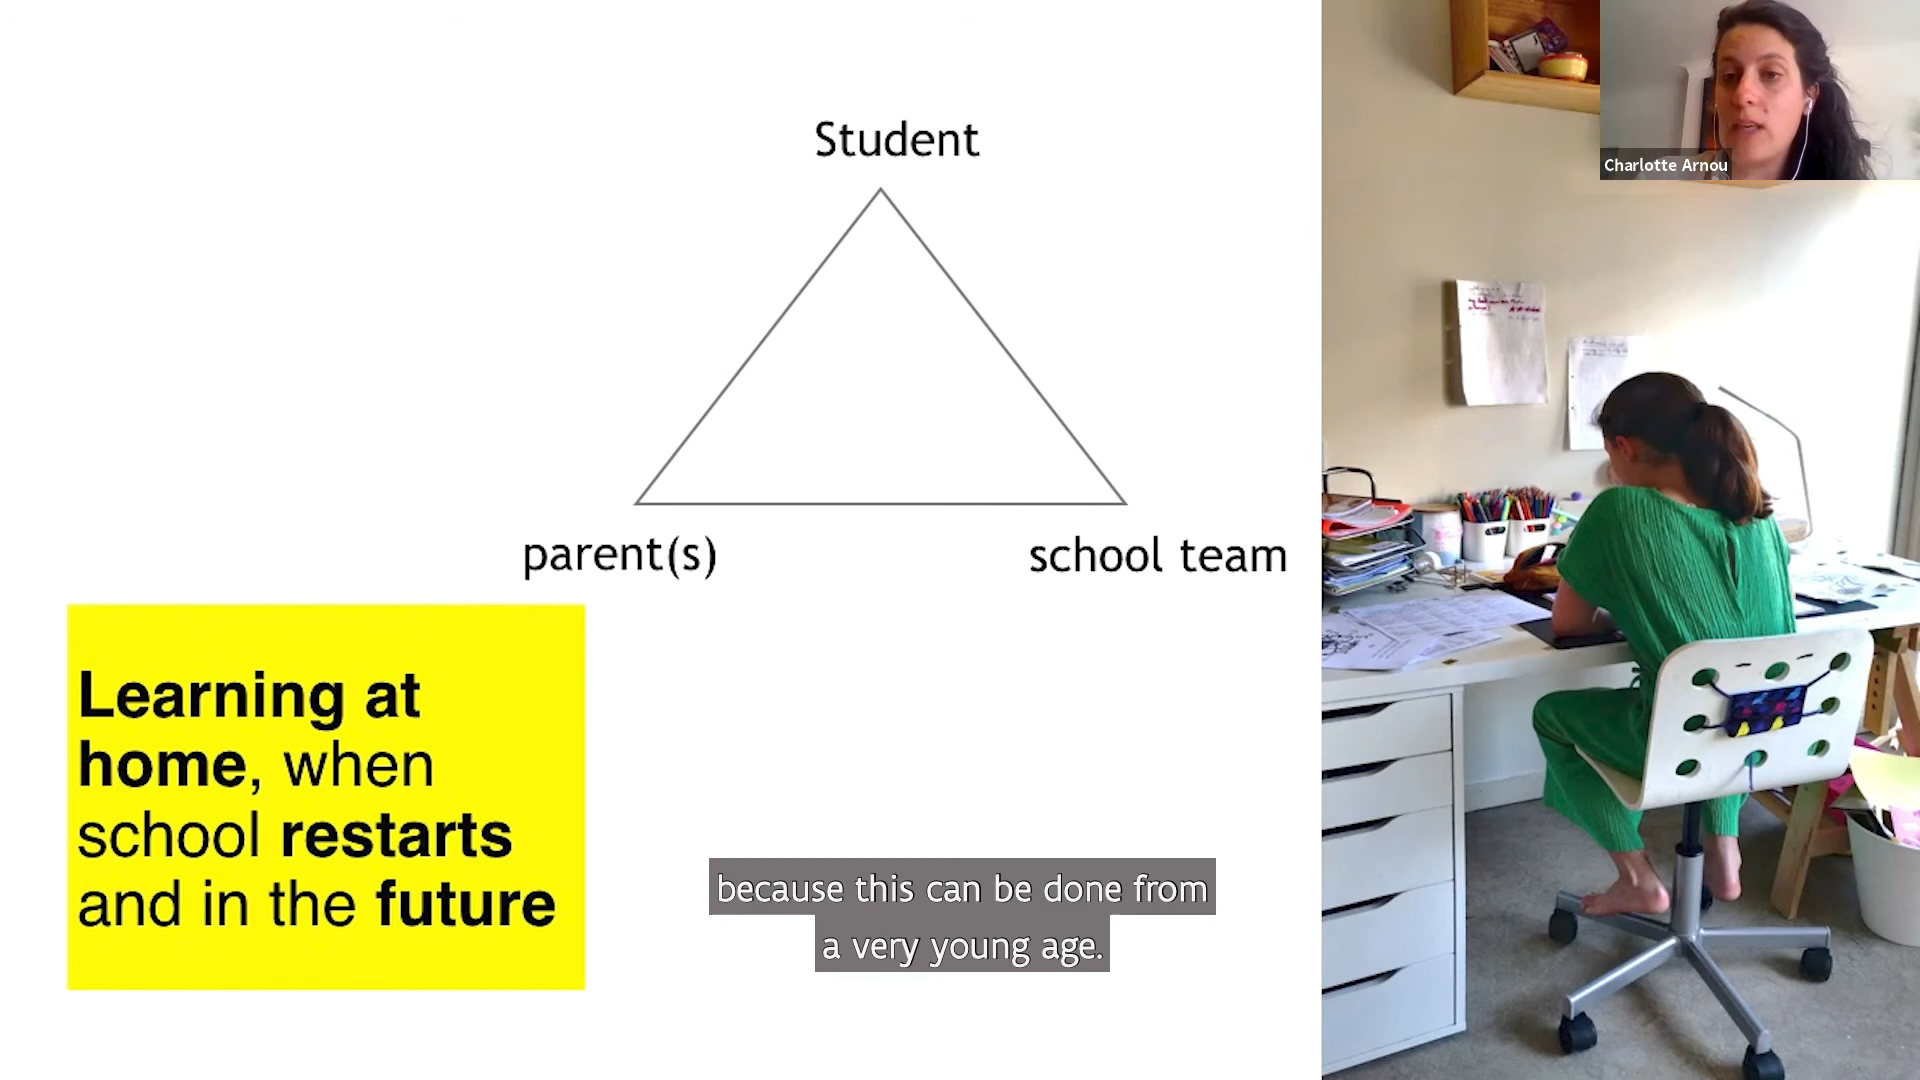 Student
Charlotte Arnou
parent(s)
school team
Learning at
home, when
school restarts
and in the future
because this can be done from
a very young age.